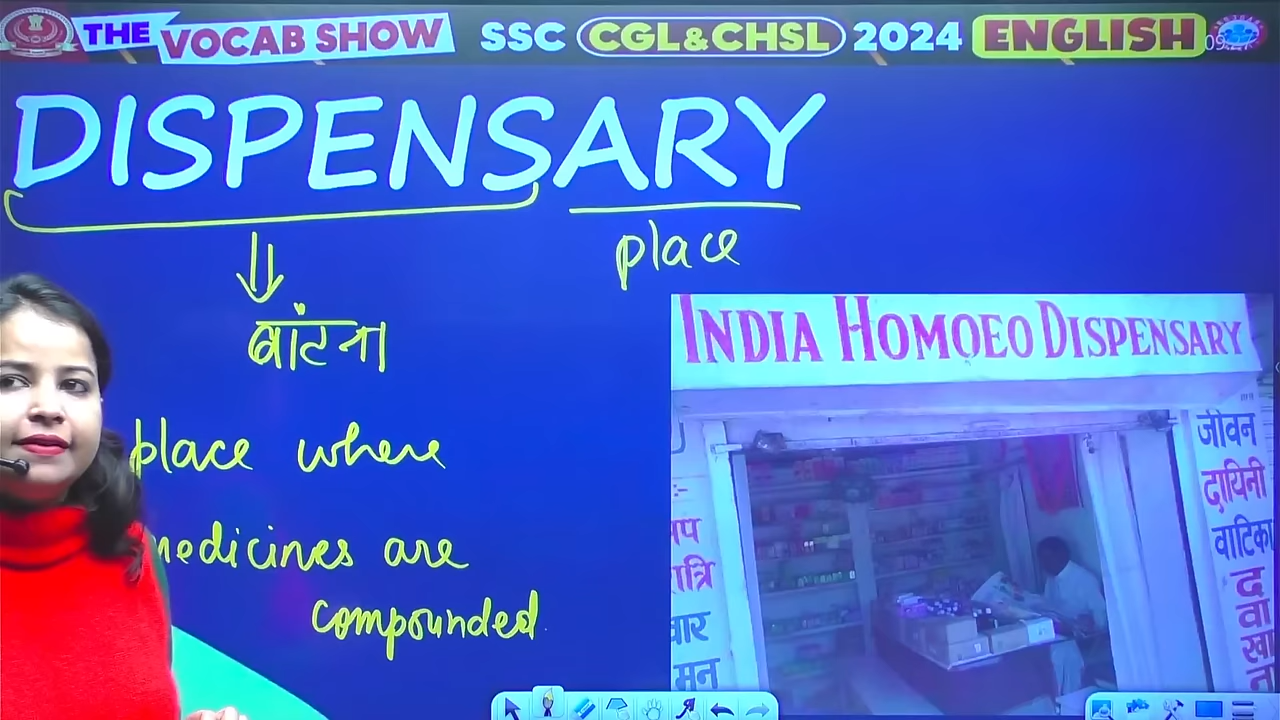 THE VOCAB SHOW SSC CGL&CHSL 2024 ENGLISH
DISPENSARY
place
बांटना
place where
medicines are
compounded
INDIA HOMOEO DISPENSARY
जीवन
दायिनी
वाटिका
दवाखाना